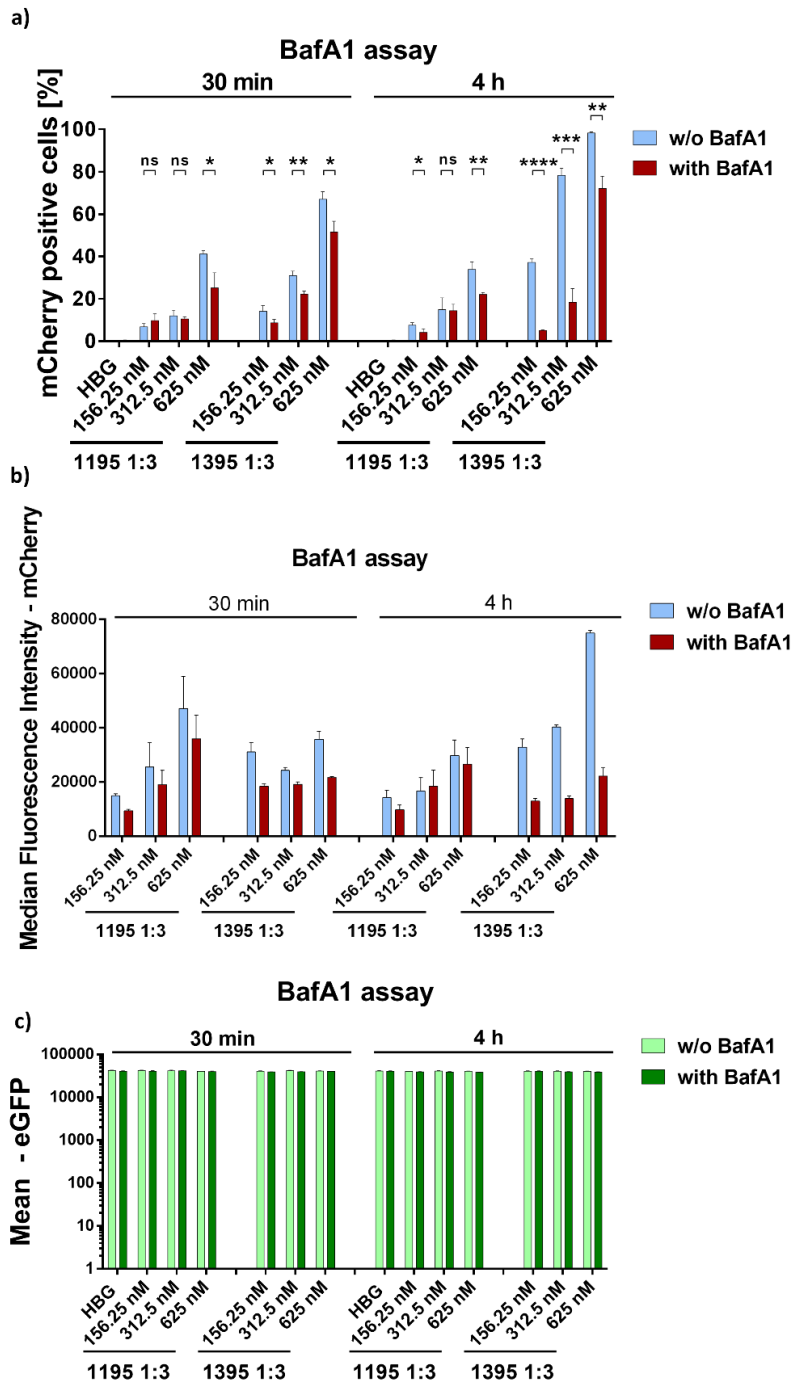 a)
BafA1 assay
30 min 4 h
mCherry positive cells [%]
100
80
60
40
20
0
ns ns * * ** * * ns ** **** *** **
w/o BafA1
with BafA1
HBG 156.25 nM 312.5 nM 625 nM 156.25 nM 312.5 nM 625 nM HBG 156.25 nM 312.5 nM 625 nM 156.25 nM 312.5 nM 625 nM
1195 1:3 1395 1:3 1195 1:3 1395 1:3
b)
BafA1 assay
30 min 4 h
Median Fluorescence Intensity - mCherry
80000
60000
40000
20000
0
w/o BafA1
with BafA1
156.25 nM 312.5 nM 625 nM 156.25 nM 312.5 nM 625 nM 156.25 nM 312.5 nM 625 nM 156.25 nM 312.5 nM 625 nM
1195 1:3 1395 1:3 1195 1:3 1395 1:3
BafA1 assay
c)
30 min 4 h
Mean - eGFP
100000
10000
1000
100
10
1
w/o BafA1
with BafA1
HBG 156.25 nM 312.5 nM 625 nM 156.25 nM 312.5 nM 625 nM HBG 156.25 nM 312.5 nM 625 nM 156.25 nM 312.5 nM 625 nM
1195 1:3 1395 1:3 1195 1:3 1395 1:3